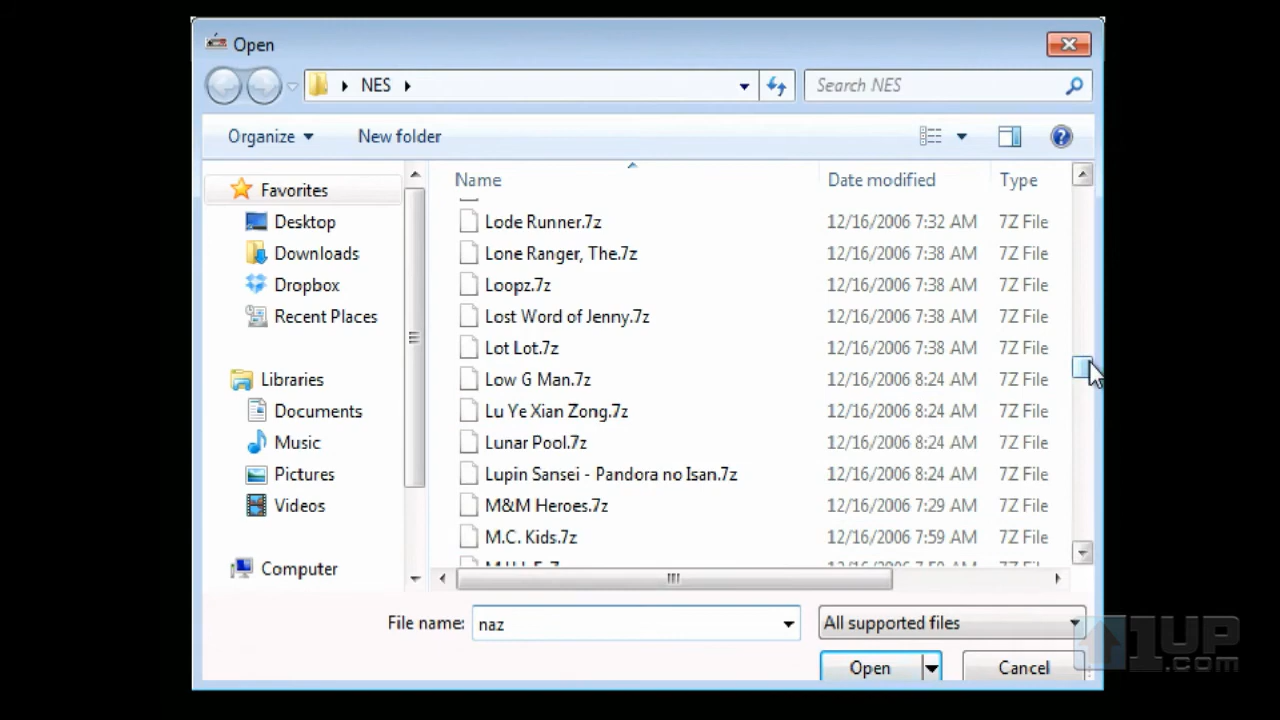 Open
NES
Search NES
Organize
New folder
Name
Date modified
Type
Favorites
Desktop
Downloads
Dropbox
Recent Places
Libraries
Documents
Music
Pictures
Videos
Computer
Lode Runner.7z 12/16/2006 7:32 AM 7Z File
Lone Ranger, The.7z 12/16/2006 7:38 AM 7Z File
Loopz.7z 12/16/2006 7:38 AM 7Z File
Lost Word of Jenny.7z 12/16/2006 7:38 AM 7Z File
Lot Lot.7z 12/16/2006 7:38 AM 7Z File
Low G Man.7z 12/16/2006 8:24 AM 7Z File
Lu Ye Xian Zong.7z 12/16/2006 8:24 AM 7Z File
Lunar Pool.7z 12/16/2006 8:24 AM 7Z File
Lupin Sansei - Pandora no Isan.7z 12/16/2006 8:24 AM 7Z File
M&M Heroes.7z 12/16/2006 7:29 AM 7Z File
M.C. Kids.7z 12/16/2006 7:59 AM 7Z File
File name: naz
All supported files
Open
Cancel
1UP
.com